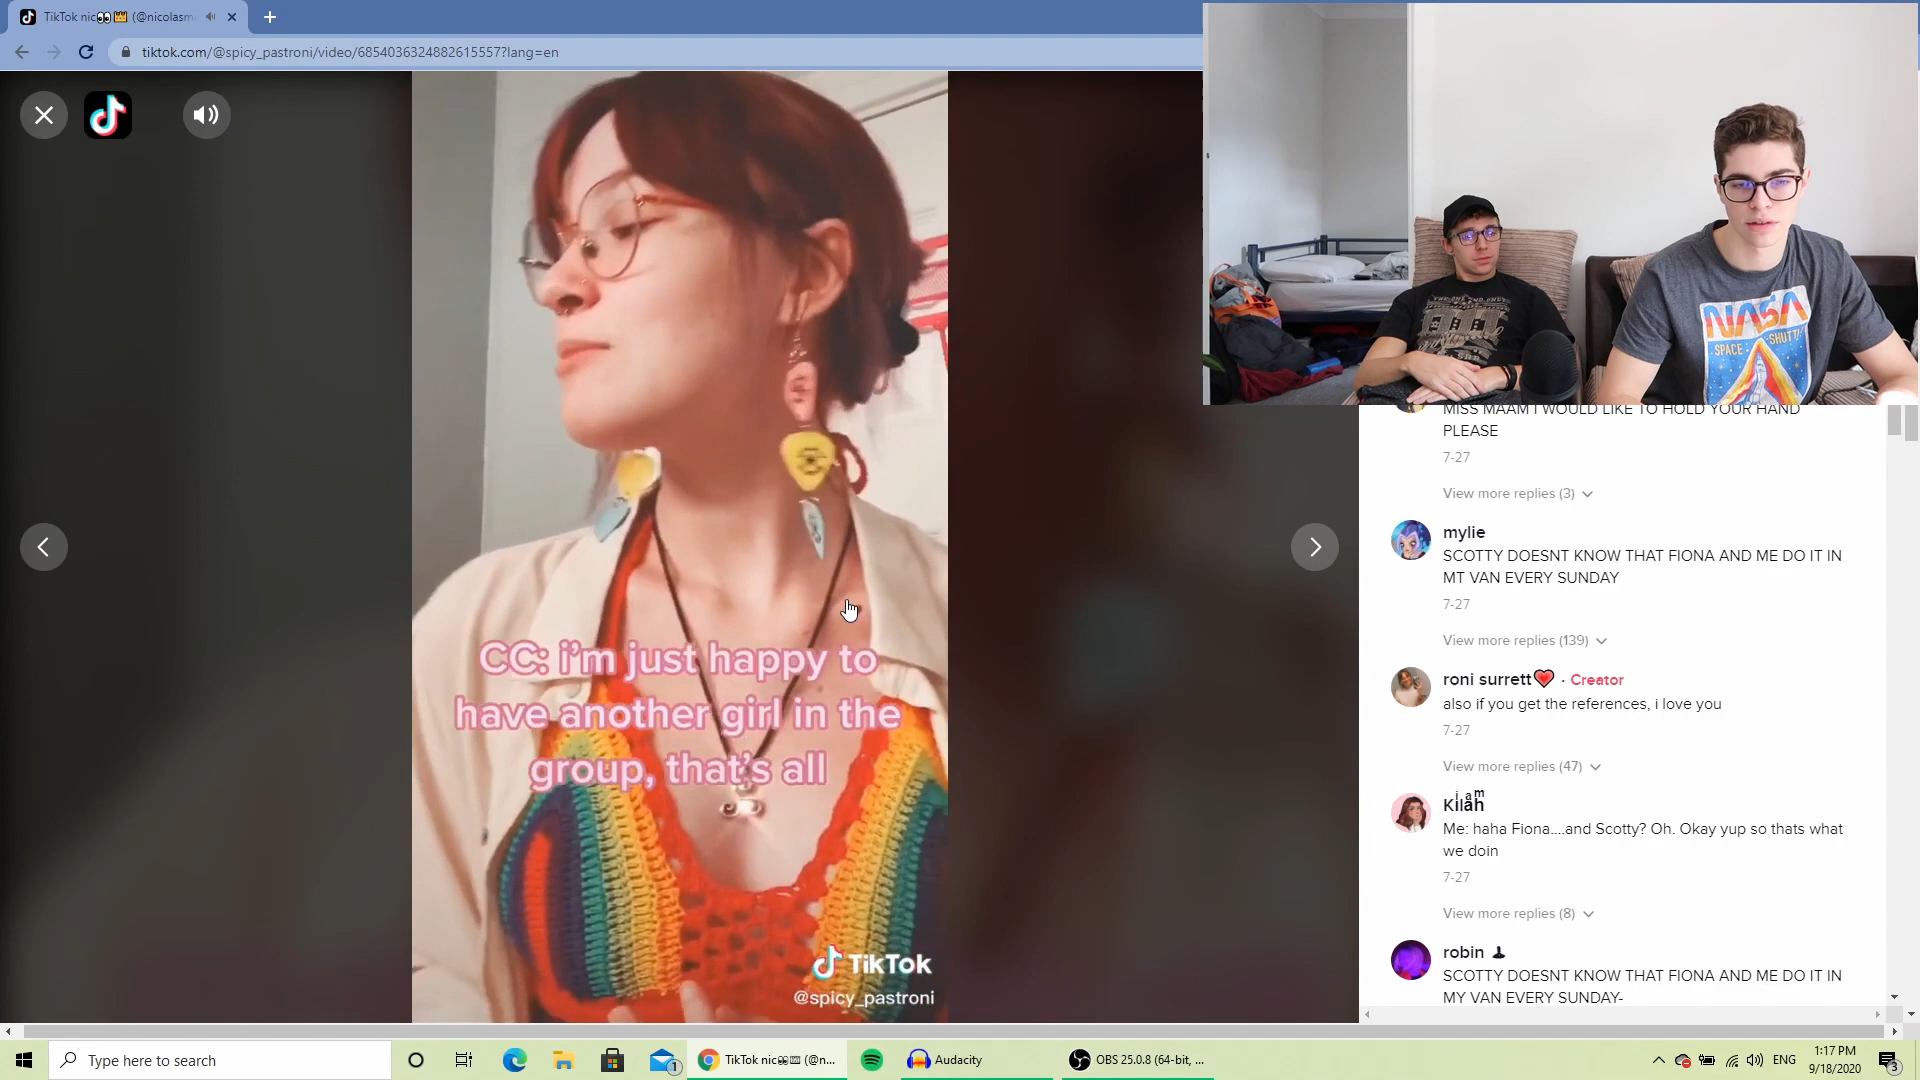 TikTok nic👀👑 (@nicolasm
tiktok.com/@spicy_pastroni/video/6854036324882615557?lang=en
NASA
SPACE SHUTT
CC: i'm just happy to
have another girl in the
group, that's all
TikTok
@spicy_pastroni
MISS MAAM I WOULD LIKE TO HOLD YOUR HAND
PLEASE
7-27
View more replies (3)
mylie
SCOTTY DOESNT KNOW THAT FIONA AND ME DO IT IN
MT VAN EVERY SUNDAY
7-27
View more replies (139)
roni surrett❤️ · Creator
also if you get the references, i love you
7-27
View more replies (47)
Kilah i a m
Me: haha Fiona....and Scotty? Oh. Okay yup so thats what
we doin
7-27
View more replies (8)
robin
SCOTTY DOESNT KNOW THAT FIONA AND ME DO IT IN
MY VAN EVERY SUNDAY-
Type here to search
1
TikTok nic👀👑 (@n...
Audacity
OBS 25.0.8 (64-bit, ...
ENG
1:17 PM
9/18/2020
3